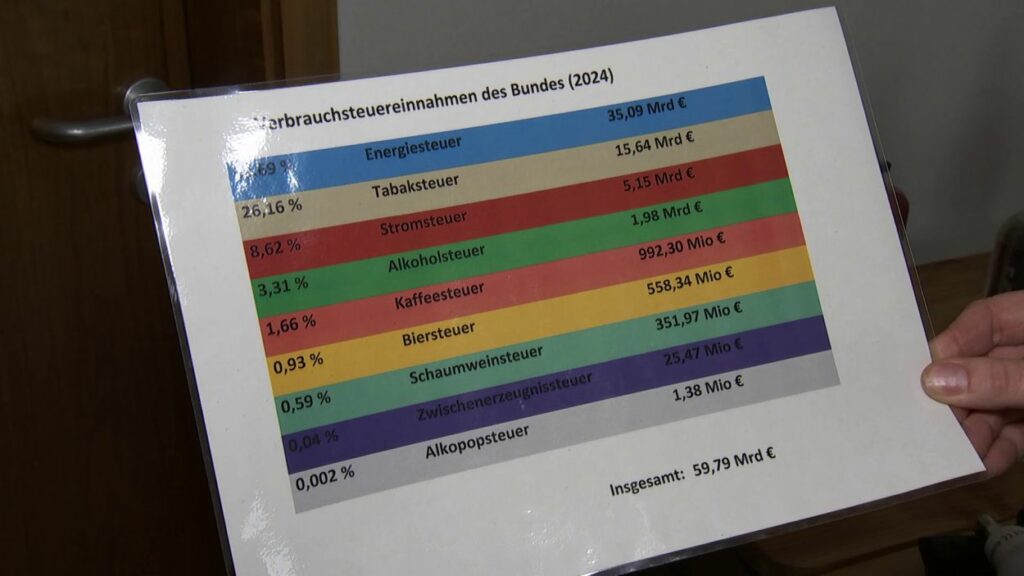 Verbrauchsteuereinnahmen des Bundes (2024)
Energiesteuer 35,09 Mrd €
26,16 % Tabaksteuer 15,64 Mrd €
8,62 % Stromsteuer 5,15 Mrd €
3,31 % Alkoholsteuer 1,98 Mrd €
1,66 % Kaffeesteuer 992,30 Mio €
0,93 % Biersteuer 558,34 Mio €
0,59 % Schaumweinsteuer 351,97 Mio €
0,04 % Zwischenerzeugnissteuer 25,47 Mio €
0,002 % Alkopopsteuer 1,38 Mio €
Insgesamt: 59,79 Mrd €